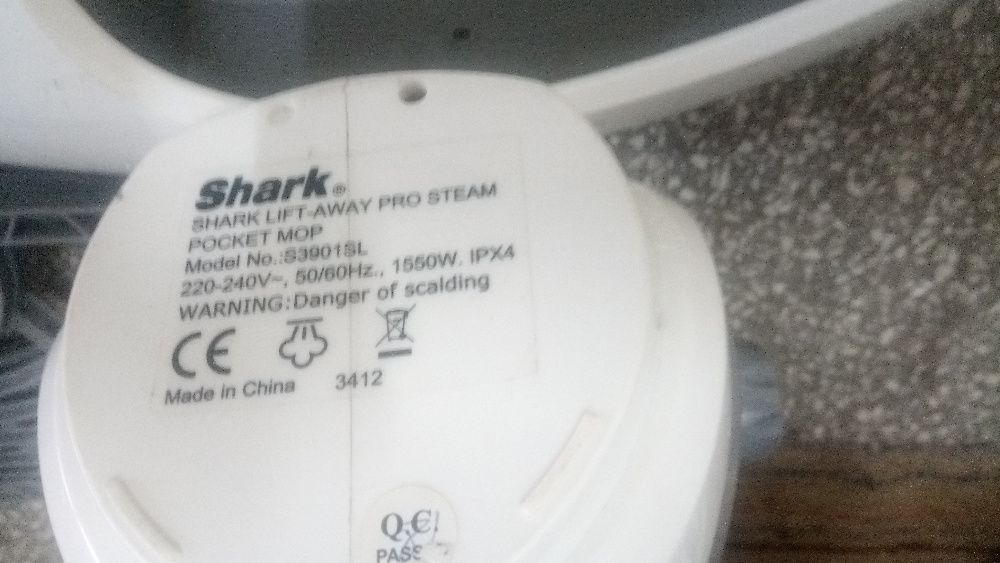 Shark®
SHARK LIFT-AWAY PRO STEAM
POCKET MOP
Model No.:S3901SL
220-240V~, 50/60Hz., 1550W. IPX4
WARNING:Danger of scalding
CE
Made in China 3412
PASS